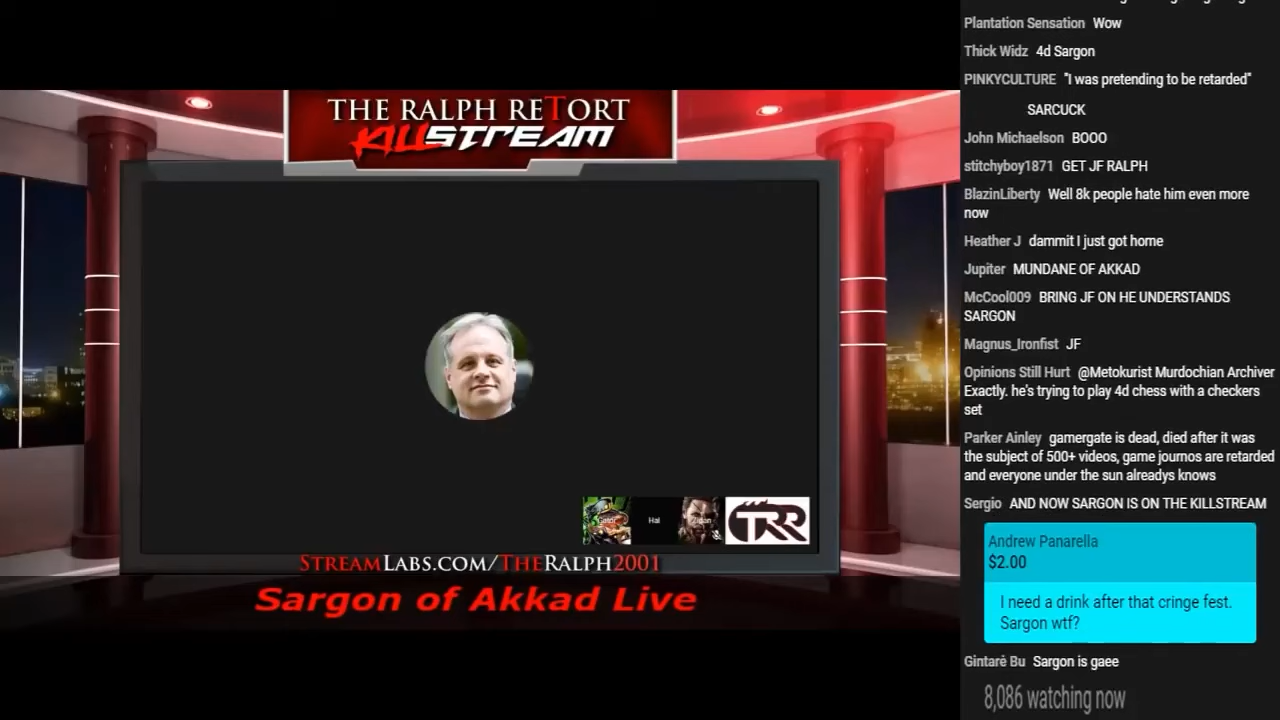 THE RALPH RETORT
KILLSTREAM
Hal
TRR
STREAMLABS.COM/THERALPH2001
Sargon of Akkad Live
Plantation Sensation Wow
Thick Widz 4d Sargon
PINKYCULTURE "I was pretending to be retarded"
SARCUCK
John Michaelson BOOO
stitchyboy1871 GET JF RALPH
BlazinLiberty Well 8k people hate him even more
now
Heather J dammit I just got home
Jupiter MUNDANE OF AKKAD
McCool009 BRING JF ON HE UNDERSTANDS
SARGON
Magnus_Ironfist JF
Opinions Still Hurt @Metokurist Murdochian Archiver
Exactly. he's trying to play 4d chess with a checkers
set
Parker Ainley gamergate is dead, died after it was
the subject of 500+ videos, game journos are retarded
and everyone under the sun alreadys knows
Sergio AND NOW SARGON IS ON THE KILLSTREAM
Andrew Panarella
$2.00
I need a drink after that cringe fest.
Sargon wtf?
Gintarė Bu Sargon is gaee
8,086 watching now